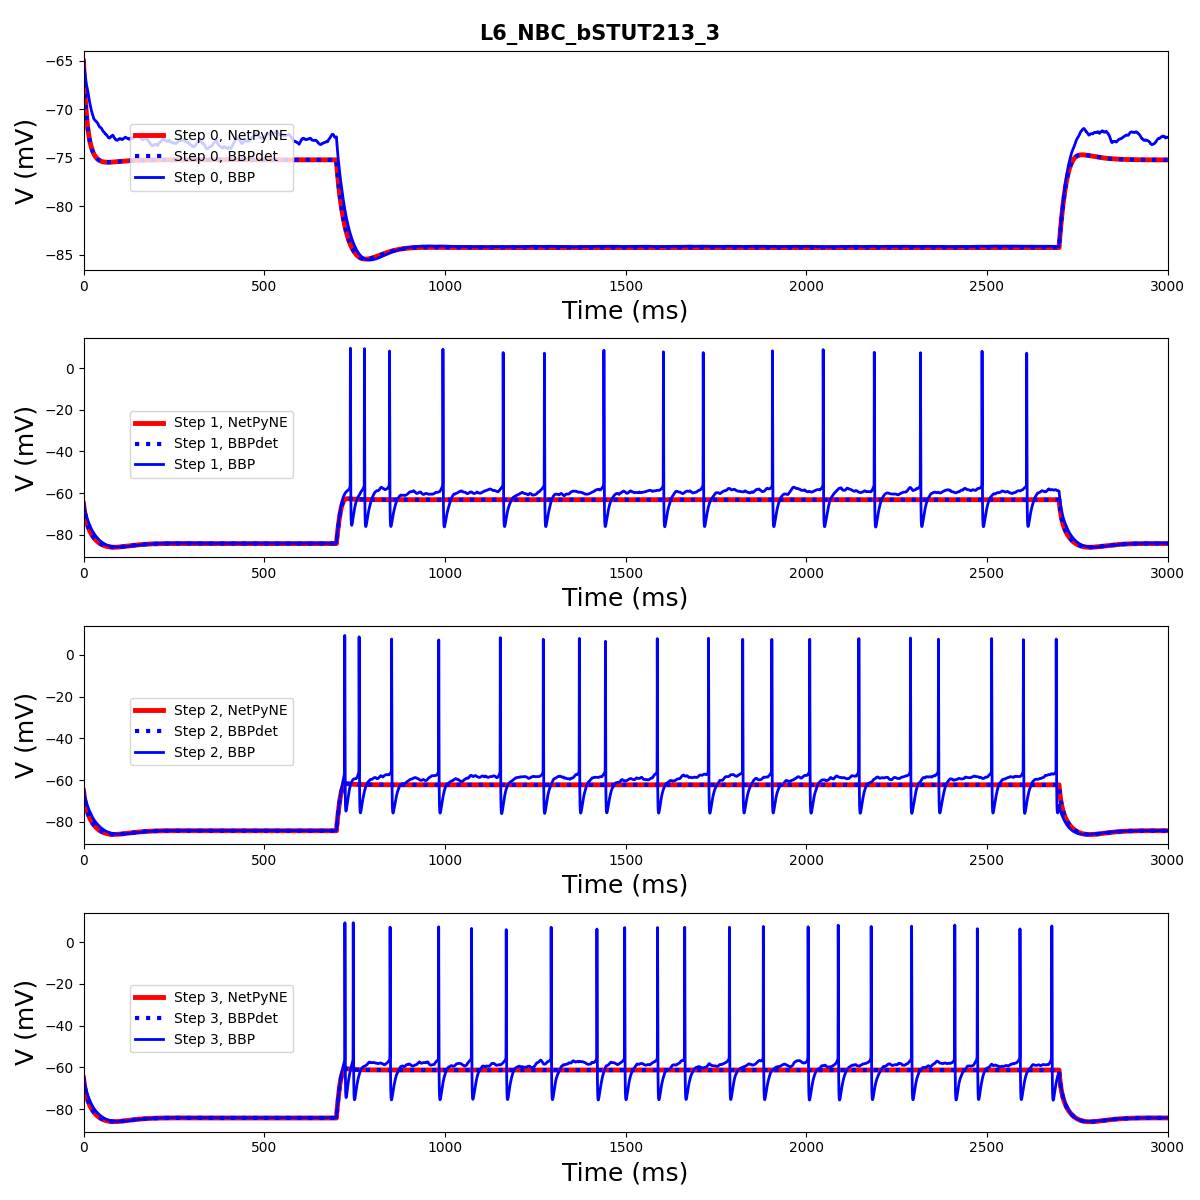 L6_NBC_bSTUT213_3
−65
−70
−75
−80
−85
V (mV)
Step 0, NetPyNE
Step 0, BBPdet
Step 0, BBP
0 500 1000 1500 2000 2500 3000
Time (ms)
0
−20
−40
−60
−80
V (mV)
Step 1, NetPyNE
Step 1, BBPdet
Step 1, BBP
0 500 1000 1500 2000 2500 3000
Time (ms)
0
−20
−40
−60
−80
V (mV)
Step 2, NetPyNE
Step 2, BBPdet
Step 2, BBP
0 500 1000 1500 2000 2500 3000
Time (ms)
0
−20
−40
−60
−80
V (mV)
Step 3, NetPyNE
Step 3, BBPdet
Step 3, BBP
0 500 1000 1500 2000 2500 3000
Time (ms)